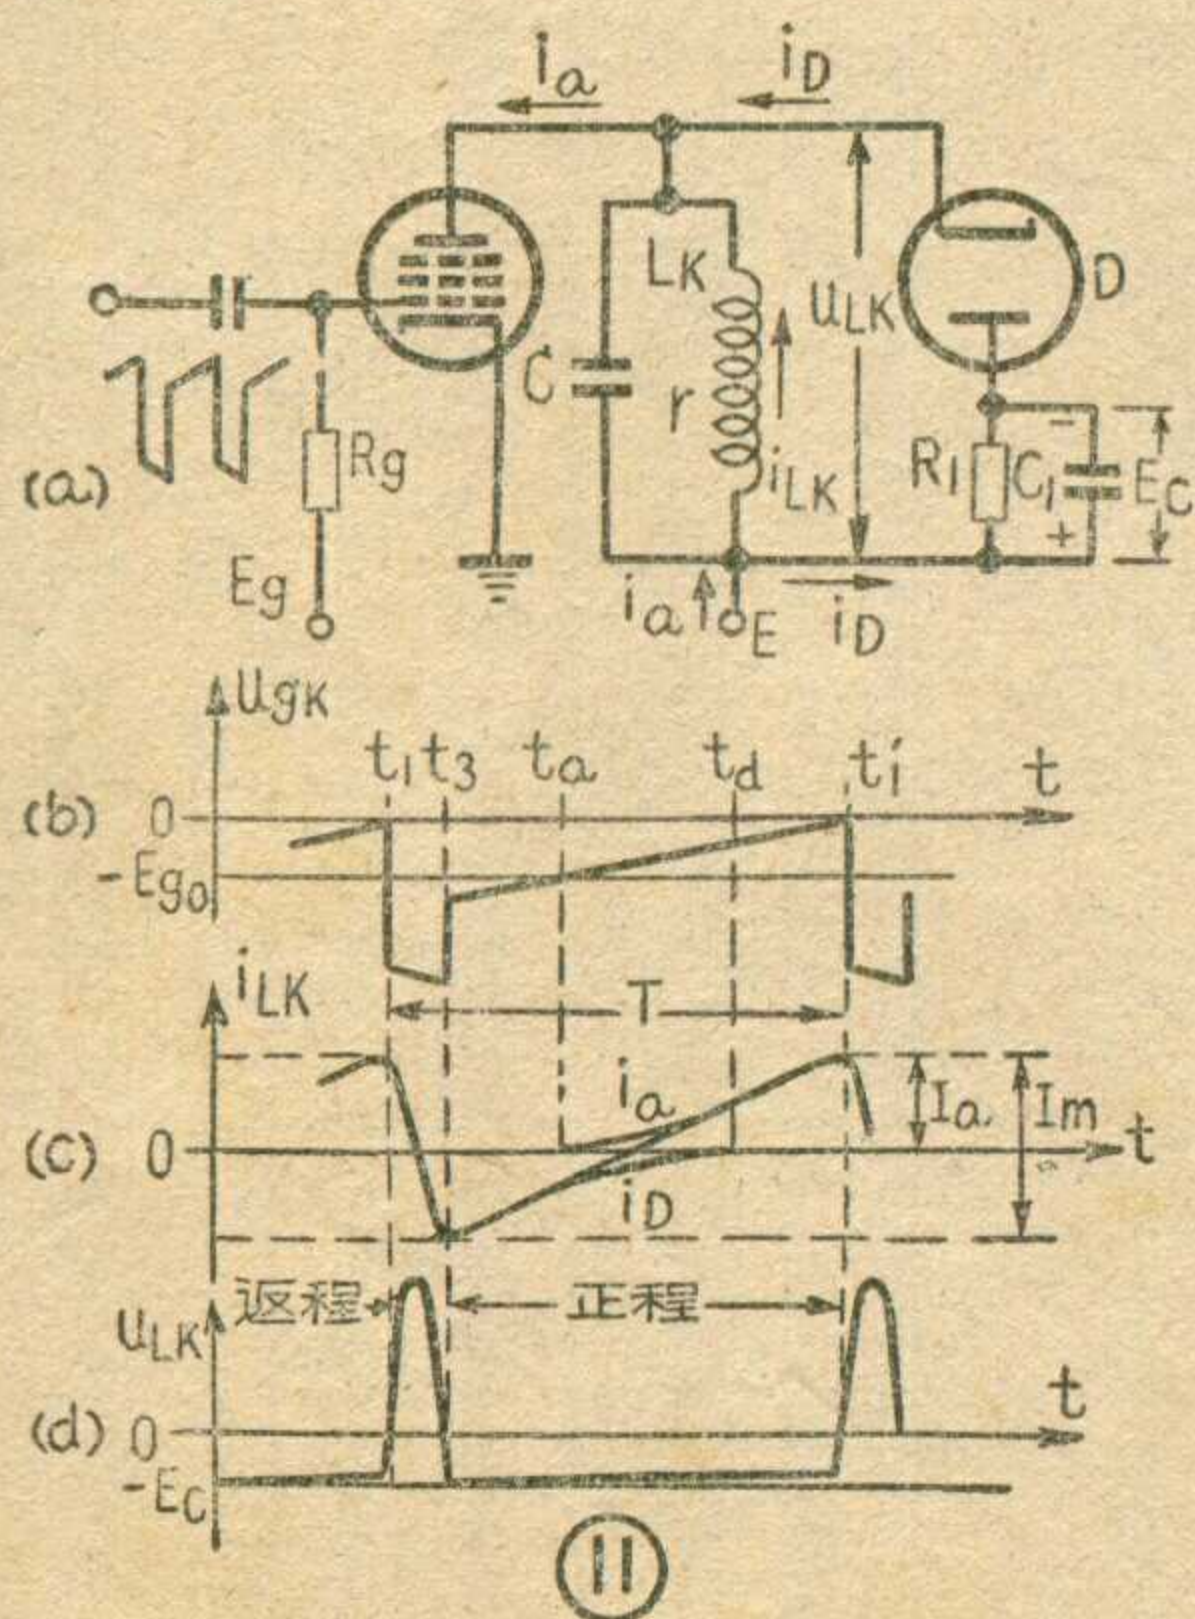 ia
iD
LK
uLK
D
C
r
iLK
R1
C1
-
+
EC
Rg
(a)
Eg
ia
E
iD
UgK
t1 t3 ta td t1' t
(b) 0
-Eg0
iLK
T
ia
Ia
Im
(c) 0
t
iD
返程
正程
uLK
t
(d) 0
-EC
11